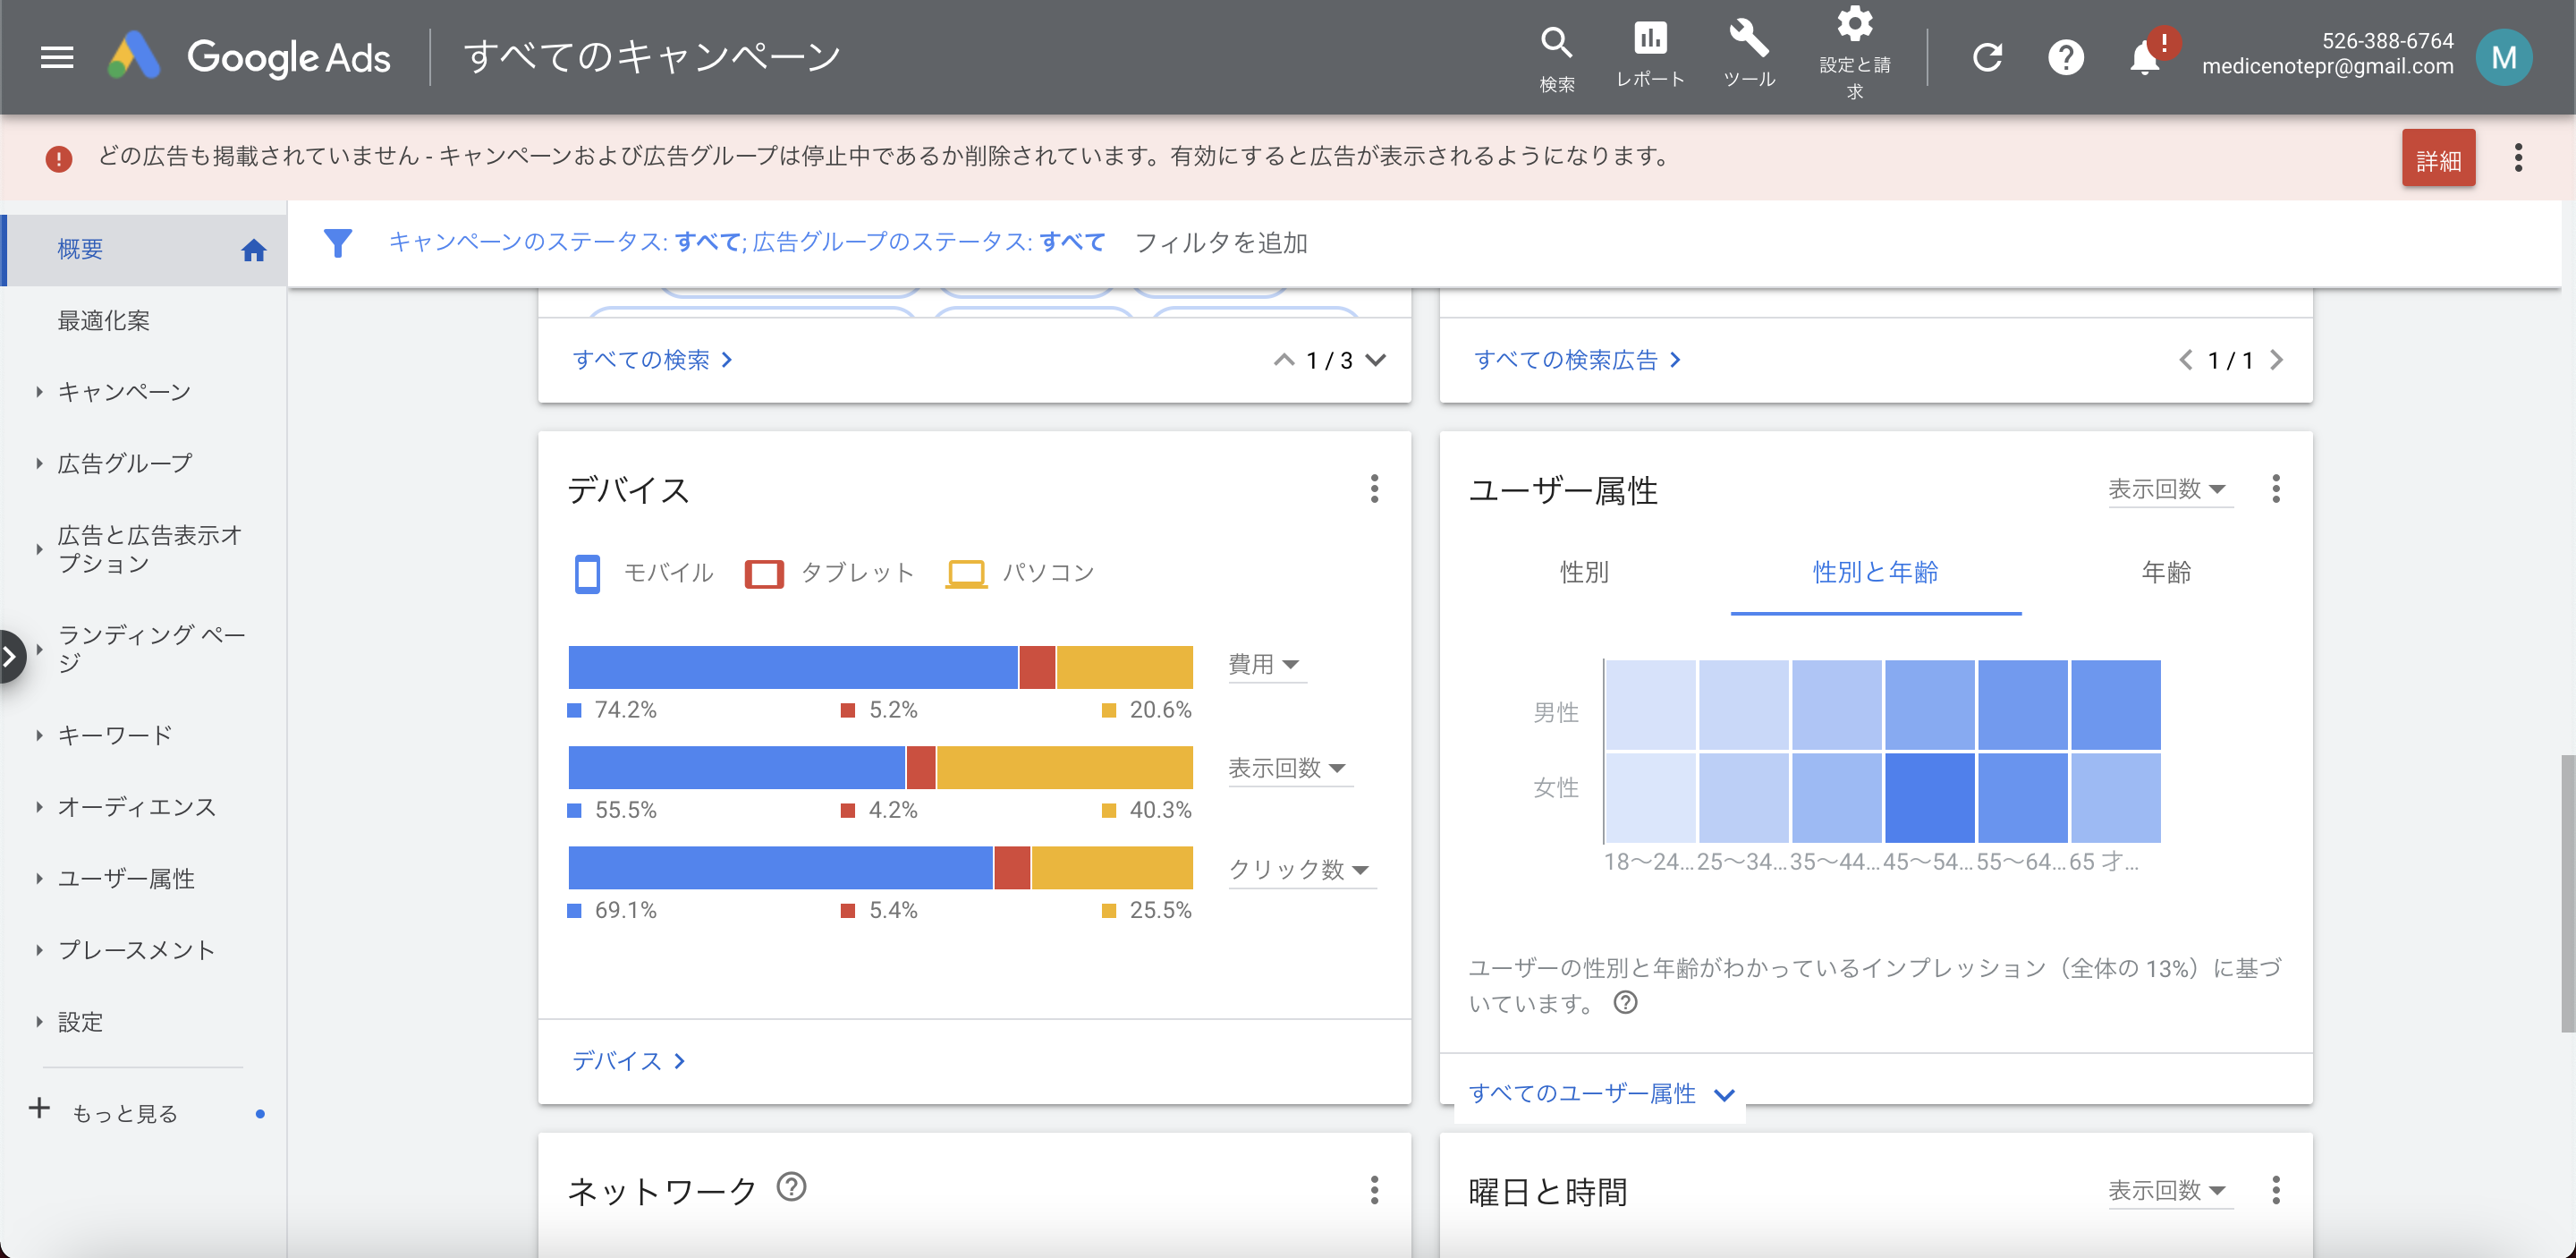 Google Ads
すべてのキャンペーン
検索
レポート
ツール
設定と請
求
526-388-6764
medicenotepr@gmail.com
M
どの広告も掲載されていません - キャンペーンおよび広告グループは停止中であるか削除されています。有効にすると広告が表示されるようになります。
詳細
キャンペーンのステータス: すべて; 広告グループのステータス: すべて
フィルタを追加
概要
最適化案
キャンペーン
広告グループ
広告と広告表示オ
プション
ランディング ペー
ジ
キーワード
オーディエンス
ユーザー属性
プレースメント
設定
もっと見る
すべての検索
1 / 3
すべての検索広告
1 / 1
デバイス
モバイル
タブレット
パソコン
費用
74.2%
5.2%
20.6%
表示回数
55.5%
4.2%
40.3%
クリック数
69.1%
5.4%
25.5%
デバイス
ユーザー属性
表示回数
性別
性別と年齢
年齢
男性
女性
18〜24...
25〜34...
35〜44...
45〜54...
55〜64...
65 才...
ユーザーの性別と年齢がわかっているインプレッション（全体の 13%）に基づ
いています。
すべてのユーザー属性
ネットワーク
曜日と時間
表示回数